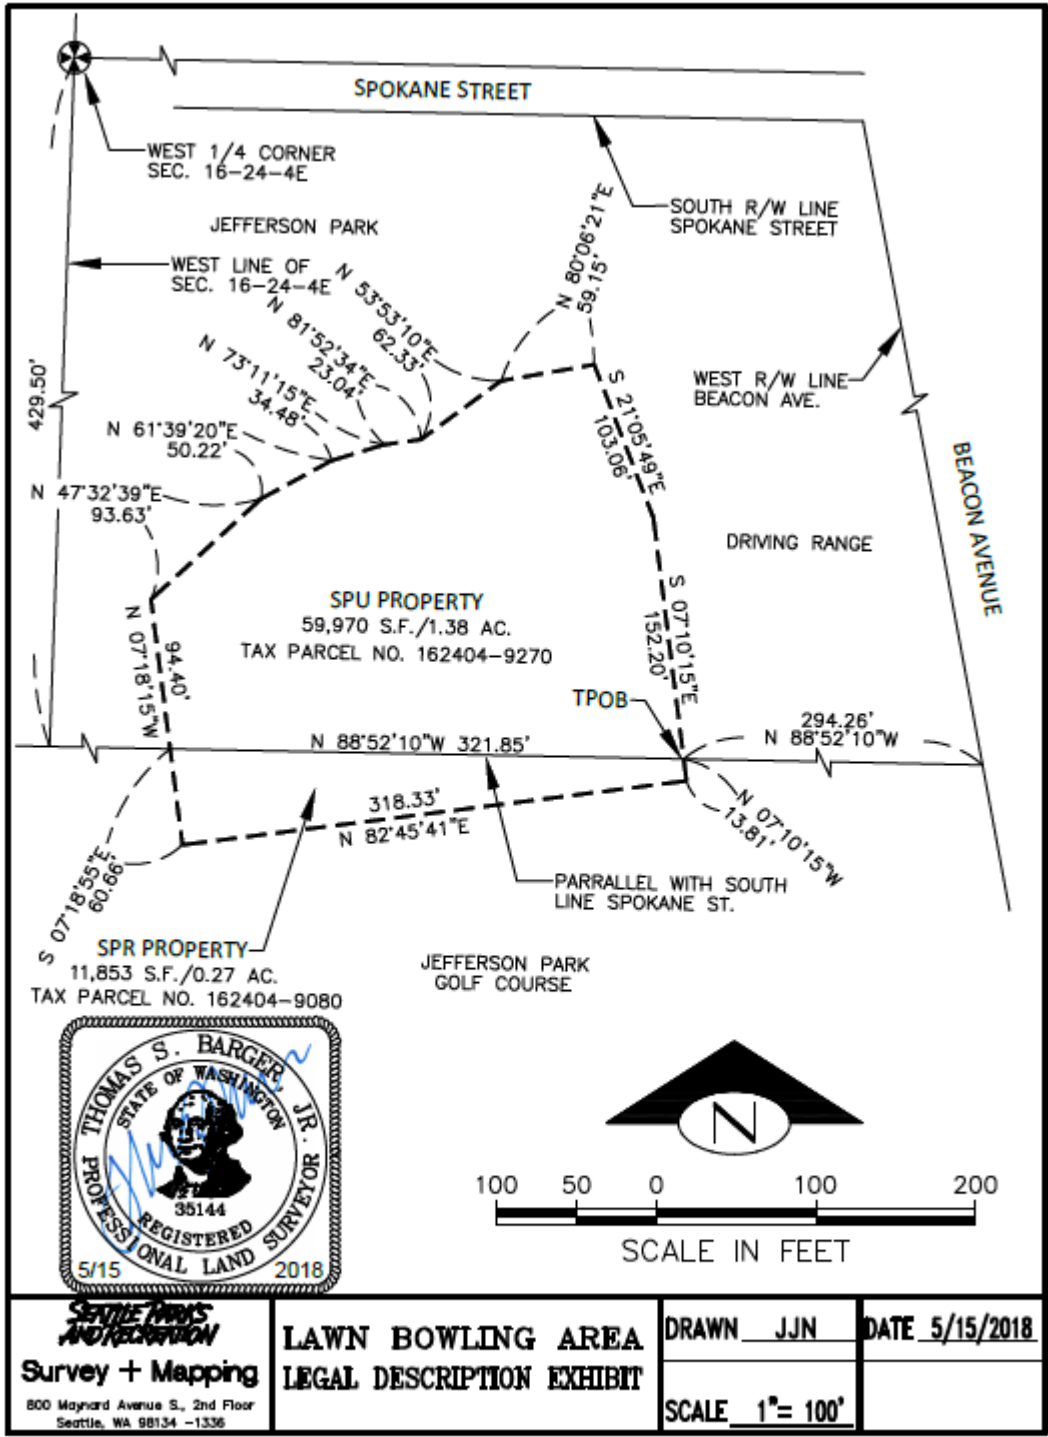 SPOKANE STREET
WEST 1/4 CORNER
SEC. 16-24-4E
JEFFERSON PARK
SOUTH R/W LINE
SPOKANE STREET
WEST LINE OF
SEC. 16-24-4E
N 80°06'21"E
59.15'
N 53°53'10"E
62.33'
N 81°52'34"E
23.04'
N 73°11'15"E
34.48'
N 61°39'20"E
50.22'
N 47°32'39"E
93.63'
429.50'
WEST R/W LINE
BEACON AVE.
S 21°05'49"E
103.06'
BEACON AVENUE
DRIVING RANGE
SPU PROPERTY
59,970 S.F./1.38 AC.
TAX PARCEL NO. 162404-9270
N 07°18'15"W
94.40'
S 07°10'15"E
152.20'
TPOB
294.26'
N 88°52'10"W
N 88°52'10"W 321.85'
318.33'
N 82°45'41"E
N 07°10'15"W
13.81'
S 07°18'55"E
60.66'
PARRALLEL WITH SOUTH
LINE SPOKANE ST.
SPR PROPERTY
11,853 S.F./0.27 AC.
TAX PARCEL NO. 162404-9080
JEFFERSON PARK
GOLF COURSE
THOMAS S. BARGER, JR.
STATE OF WASHINGTON
35144
REGISTERED
PROFESSIONAL LAND SURVEYOR
5/15 2018
N
100 50 0 100 200
SCALE IN FEET
SEATTLE PARKS
AND RECREATION
Survey + Mapping
800 Maynard Avenue S., 2nd Floor
Seattle, WA 98134 -1336
LAWN BOWLING AREA
LEGAL DESCRIPTION EXHIBIT
DRAWN JJN
DATE 5/15/2018
SCALE 1"= 100'